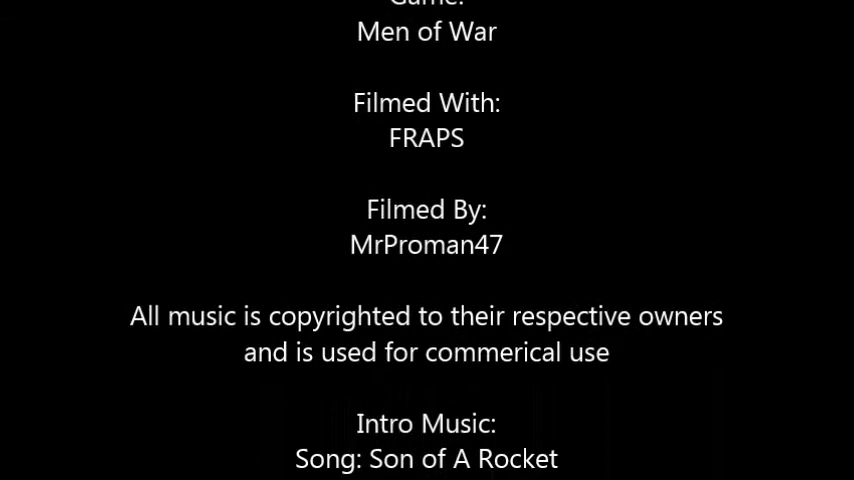 Game:
Men of War
Filmed With:
FRAPS
Filmed By:
MrProman47
All music is copyrighted to their respective owners
and is used for commerical use
Intro Music:
Song: Son of A Rocket